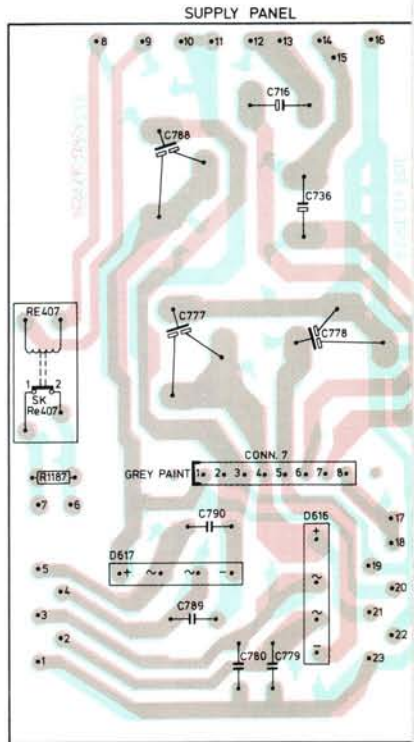 SUPPLY PANEL
8 9 10 11 12 13 14 16
15
C716
C788
C736
RE407
C777
C778
1 2
SK
Re407
CONN. 7
GREY PAINT 1 2 3 4 5 6 7 8
R1187
7 6
C790
D616
17
18
D617
+ ~ ~ -
+ ~ ~ -
5
4
3
2
1
19
20
21
22
23
C789
C780 C779